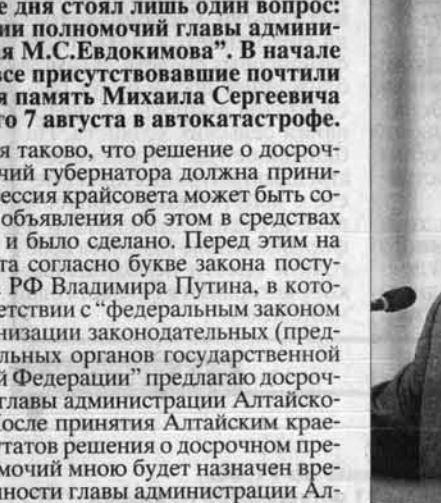 е дня стоял лишь один вопрос:
ии полномочий главы админи-
ая М.С.Евдокимова”. В начале
все присутствовавшие почтили
я память Михаила Сергеевича
го 7 августа в автокатастрофе.
я таково, что решение о досроч-
чий губернатора должна прини-
ессия крайсовета может быть со-
объявления об этом в средствах
и было сделано. Перед этим на
та согласно букве закона посту-
РФ Владимира Путина, в кото-
етствии с “федеральным законом
низации законодательных (пред-
льных органов государственной
й Федерации” предлагаю досроч-
главы администрации Алтайско-
осле принятия Алтайским крае-
утатов решения о досрочном пре-
мочий мною будет назначен вре-
нности главы администрации Ал-